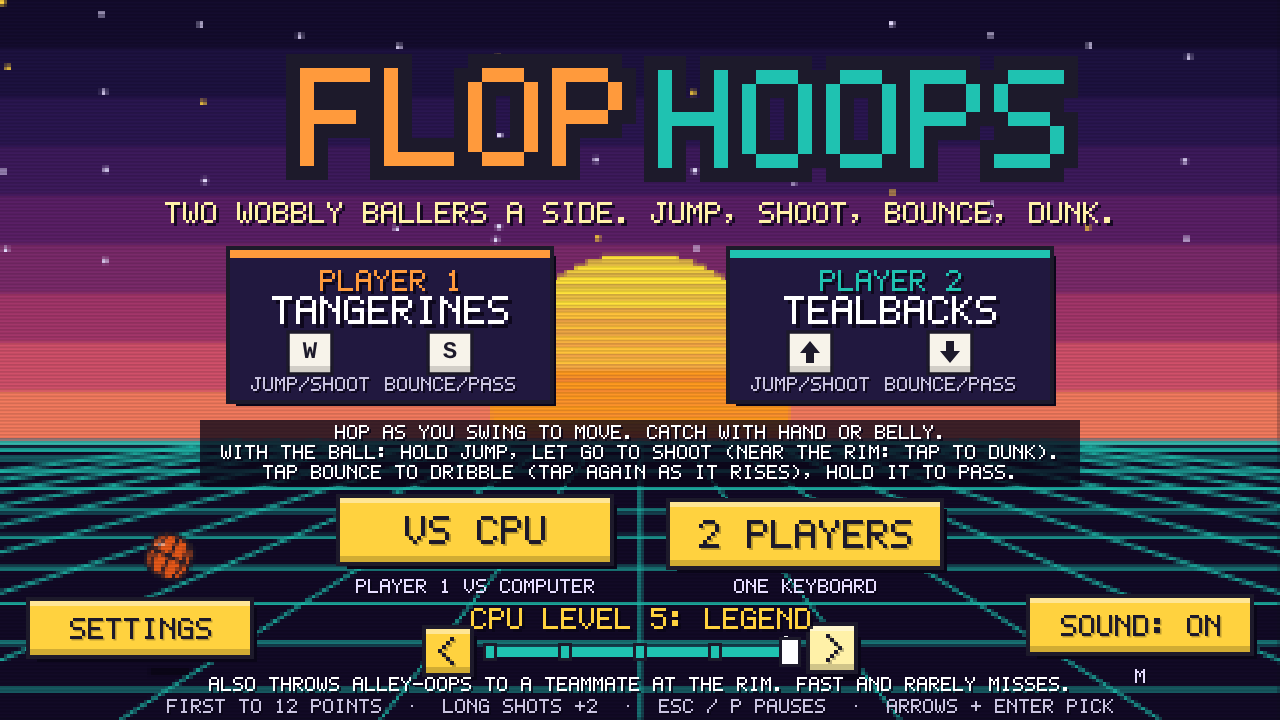 FLOP HOOPS
TWO WOBBLY BALLERS A SIDE. JUMP, SHOOT, BOUNCE, DUNK.
PLAYER 1
TANGERINES
W S
JUMP/SHOOT BOUNCE/PASS
PLAYER 2
TEALBACKS
JUMP/SHOOT BOUNCE/PASS
HOP AS YOU SWING TO MOVE. CATCH WITH HAND OR BELLY.
WITH THE BALL: HOLD JUMP, LET GO TO SHOOT (NEAR THE RIM: TAP TO DUNK).
TAP BOUNCE TO DRIBBLE (TAP AGAIN AS IT RISES), HOLD IT TO PASS.
VS CPU
2 PLAYERS
PLAYER 1 VS COMPUTER
ONE KEYBOARD
SETTINGS
CPU LEVEL 5: LEGEND
< >
SOUND: ON
M
ALSO THROWS ALLEY-OOPS TO A TEAMMATE AT THE RIM. FAST AND RARELY MISSES.
FIRST TO 12 POINTS · LONG SHOTS +2 · ESC / P PAUSES · ARROWS + ENTER PICK